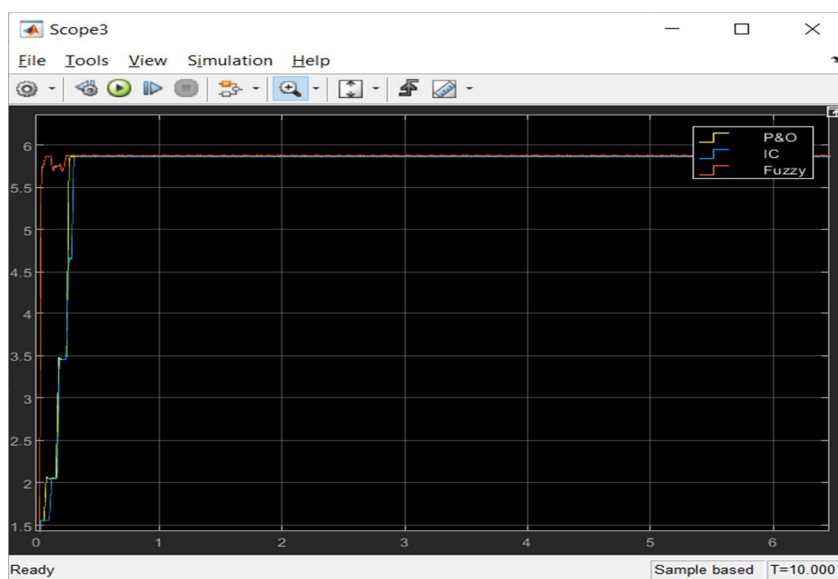 Scope3
File Tools View Simulation Help
P&O
IC
Fuzzy
6
5.5
5
4.5
4
3.5
3
2.5
2
1.5
0 1 2 3 4 5 6
Ready Sample based T=10.000